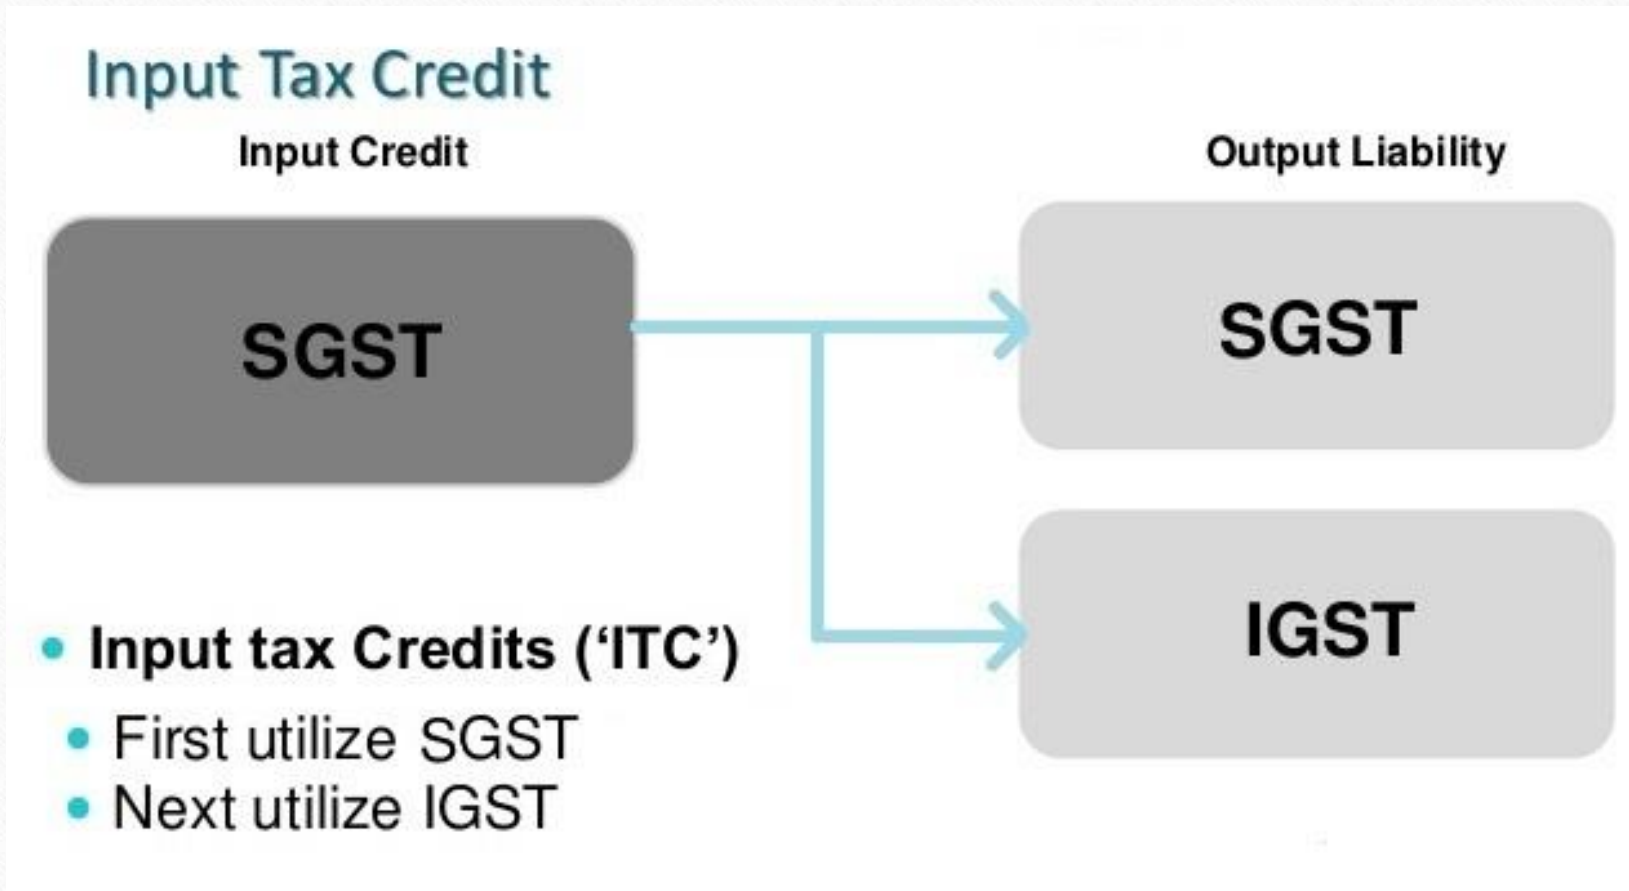 Input Tax Credit
Input Credit
Output Liability
SGST
SGST
IGST
Input tax Credits (‘ITC’)
First utilize SGST
Next utilize IGST